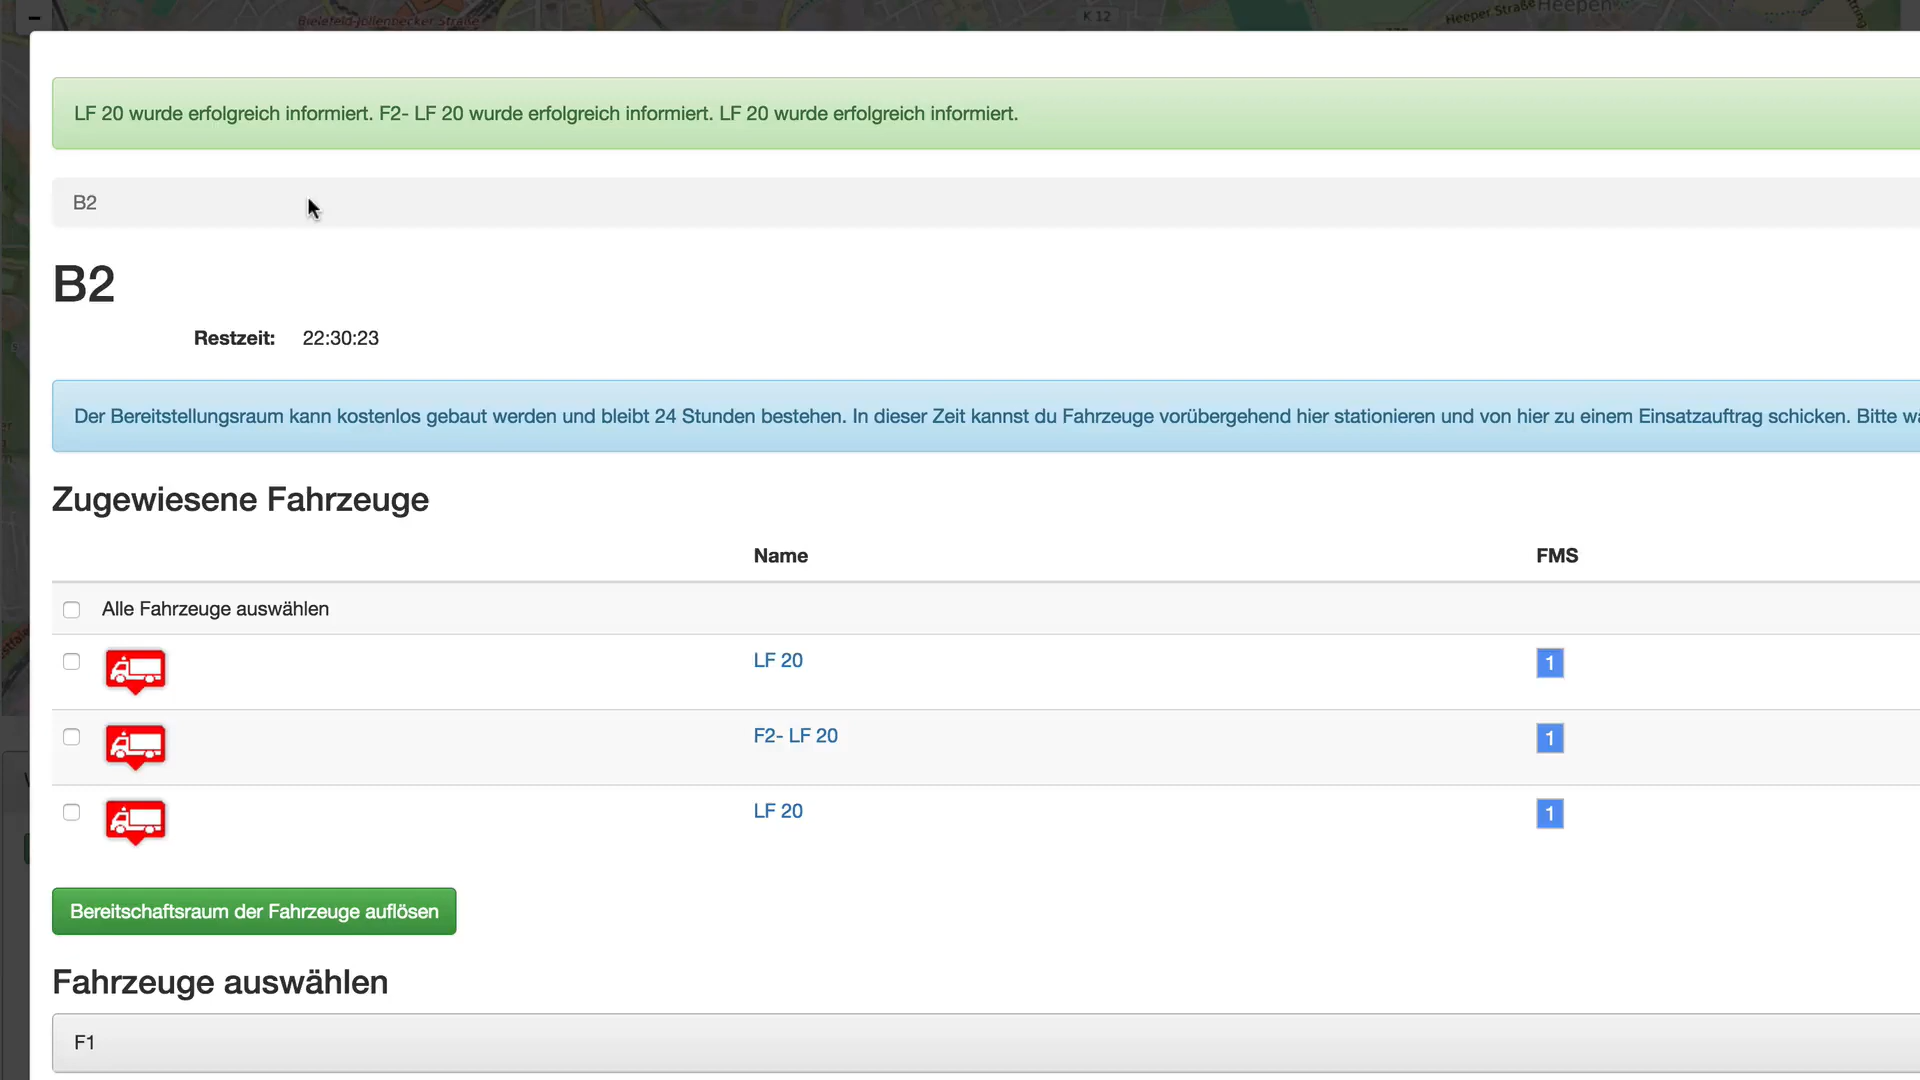 Bielefeld-Jöllenbecker Straße
K 12
Heeper Straße
Heepen
LF 20 wurde erfolgreich informiert. F2- LF 20 wurde erfolgreich informiert. LF 20 wurde erfolgreich informiert.
B2
B2
Restzeit: 22:30:23
Der Bereitstellungsraum kann kostenlos gebaut werden und bleibt 24 Stunden bestehen. In dieser Zeit kannst du Fahrzeuge vorübergehend hier stationieren und von hier zu einem Einsatzauftrag schicken. Bitte wa
Zugewiesene Fahrzeuge
Name FMS
Alle Fahrzeuge auswählen
LF 20 1
F2- LF 20 1
LF 20 1
Bereitschaftsraum der Fahrzeuge auflösen
Fahrzeuge auswählen
F1